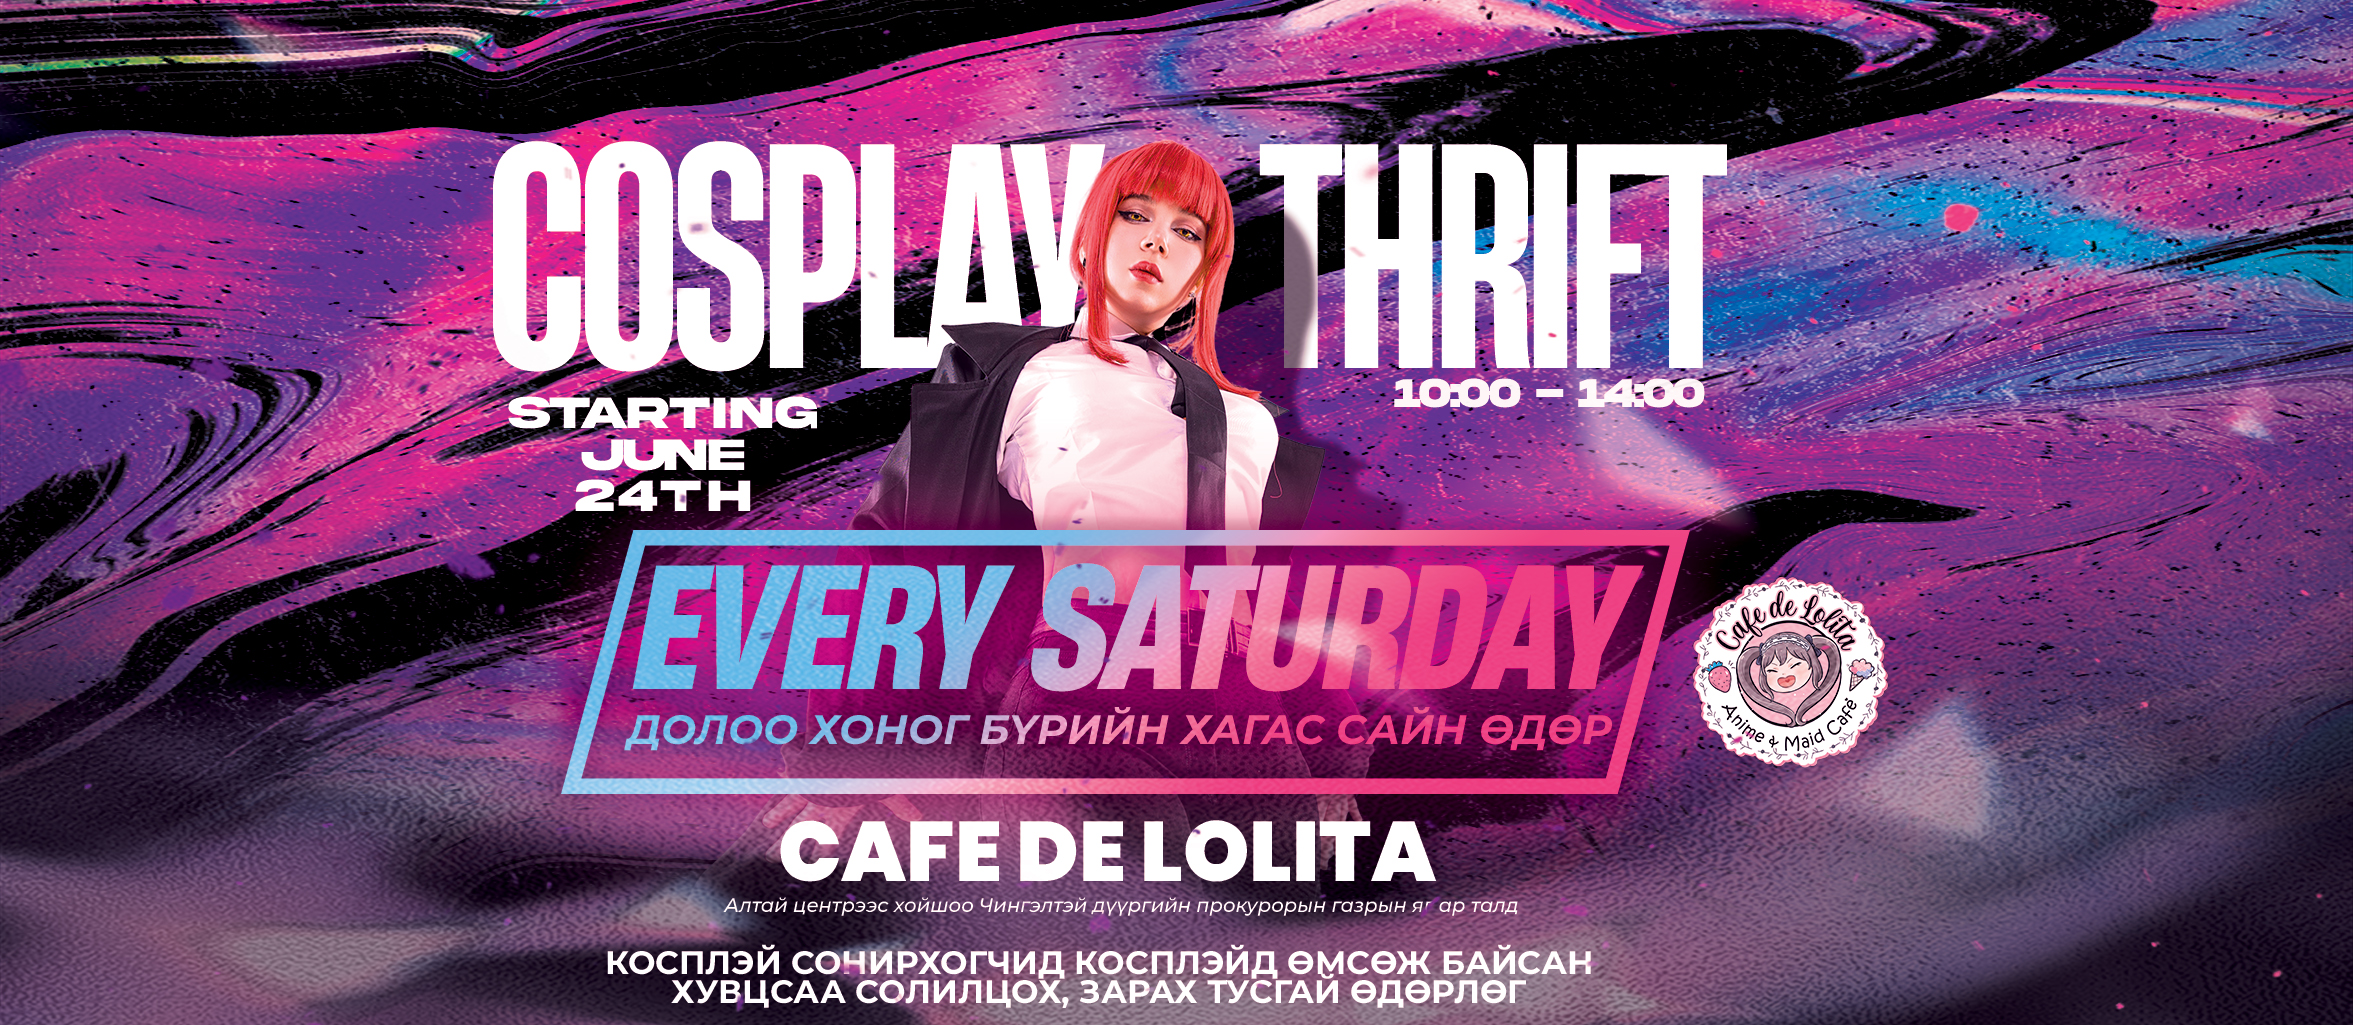 COSPLAY THRIFT
10:00 - 14:00
STARTING
JUNE
24TH
EVERY SATURDAY
ДОЛОО ХОНОГ БҮРИЙН ХАГАС САЙН ӨДӨР
Cafe de Lolita
Anime & Maid Café
CAFE DE LOLITA
Алтай центрээс хойшоо Чингэлтэй дүүргийн прокурорын газрын талд
КОСПЛЭЙ СОНИРХОГЧИД КОСПЛЭЙД ӨМСӨЖ БАЙСАН
ХУВЦСАА СОЛИЛЦОХ, ЗАРАХ ТУСГАЙ ӨДӨРЛӨГ